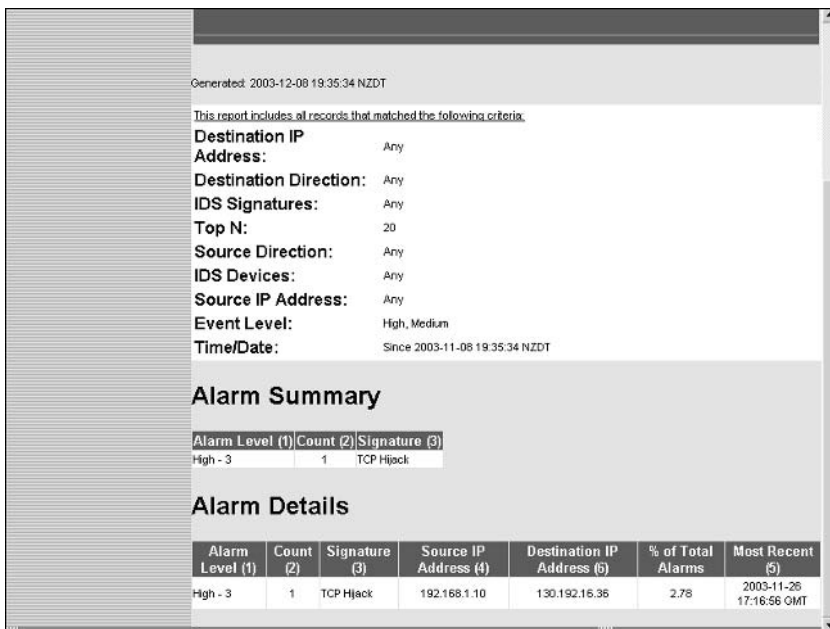 Generated: 2003-12-08 19:35:34 NZDT
This report includes all records that matched the following criteria:
Destination IP Address: Any
Destination Direction: Any
IDS Signatures: Any
Top N: 20
Source Direction: Any
IDS Devices: Any
Source IP Address: Any
Event Level: High, Medium
Time/Date: Since 2003-11-08 19:35:34 NZDT
Alarm Summary
Alarm Level (1) Count (2) Signature (3)
High - 3 1 TCP Hijack
Alarm Details
Alarm Level (1) Count (2) Signature (3) Source IP Address (4) Destination IP Address (6) % of Total Alarms Most Recent (5)
High - 3 1 TCP Hijack 192.168.1.10 130.192.16.36 2.78 2003-11-26 17:16:56 GMT